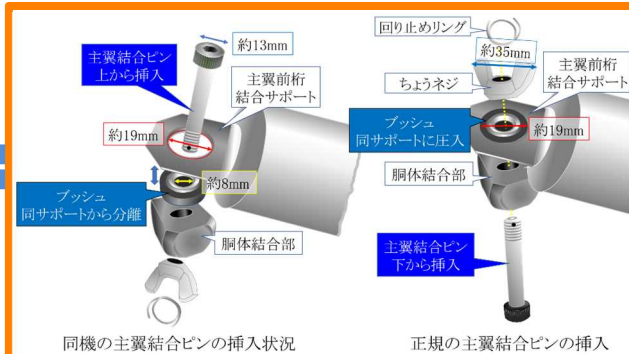 約13mm
主翼結合ピン
上から挿入
主翼前桁
結合サポート
約19mm
約8mm
ブッシュ
同サポートから分離
胴体結合部
同機の主翼結合ピンの挿入状況
回り止めリング
約35mm
ちょうネジ
主翼前桁
結合サポート
ブッシュ
同サポートに圧入
約19mm
胴体結合部
主翼結合ピン
下から挿入
正規の主翼結合ピンの挿入